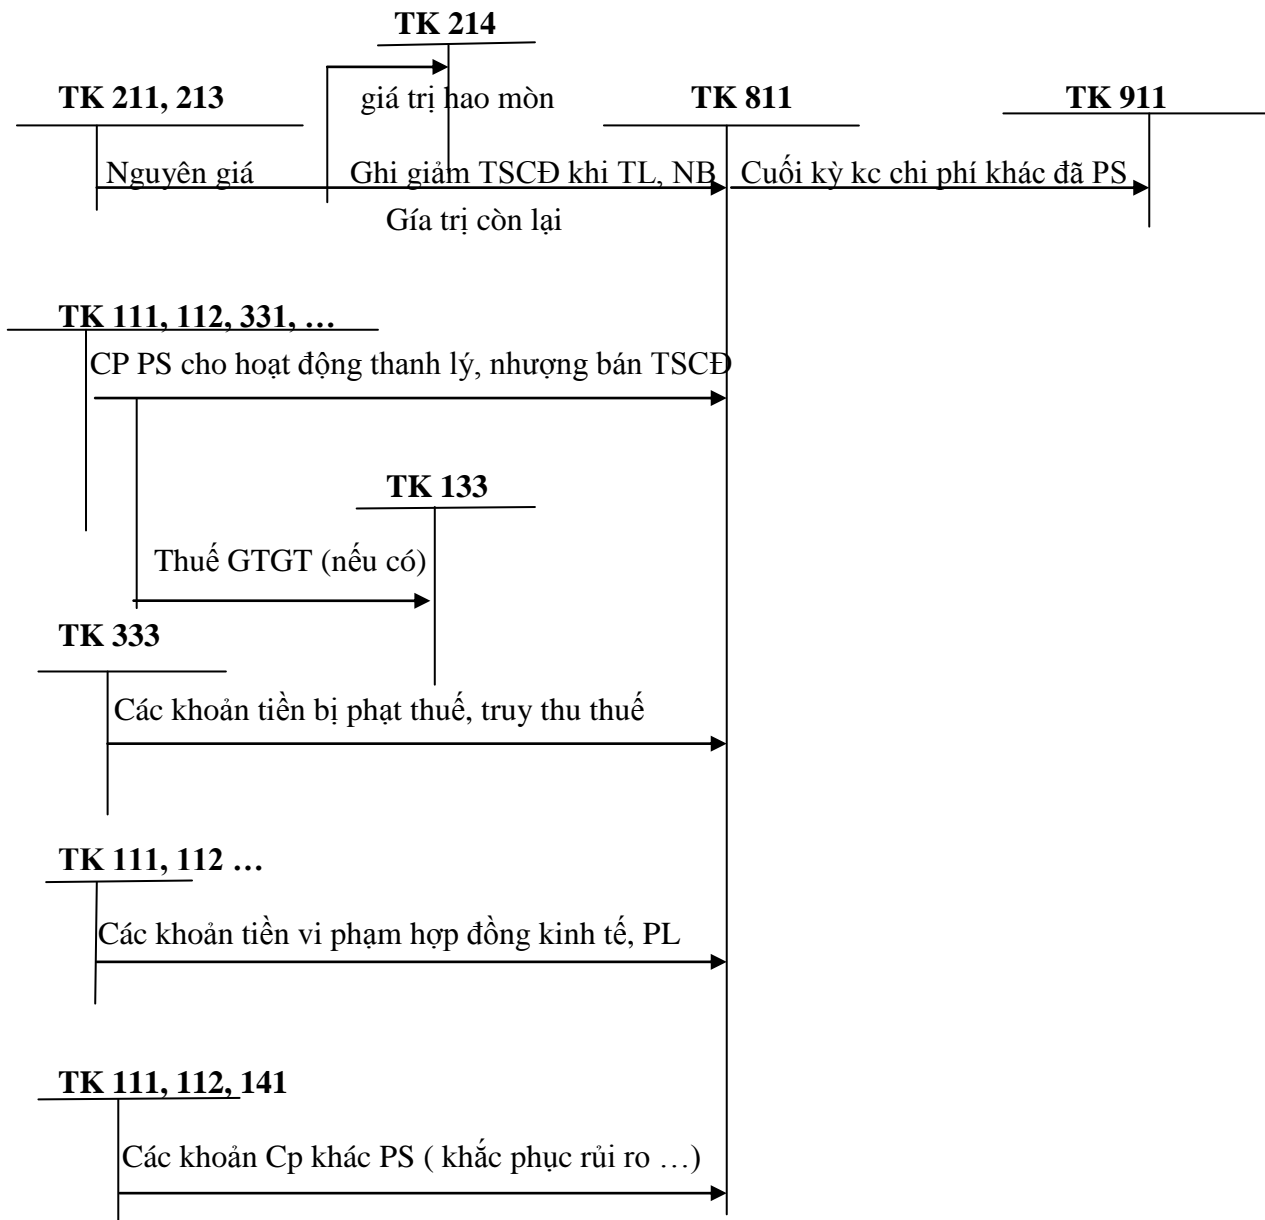 TK 214
TK 211, 213
giá trị hao mòn
TK 811
TK 911
Nguyên giá
Ghi giảm TSCĐ khi TL, NB
Cuối kỳ kc chi phí khác đã PS
Gía trị còn lại
TK 111, 112, 331, …
CP PS cho hoạt động thanh lý, nhượng bán TSCĐ
TK 133
Thuế GTGT (nếu có)
TK 333
Các khoản tiền bị phạt thuế, truy thu thuế
TK 111, 112 …
Các khoản tiền vi phạm hợp đồng kinh tế, PL
TK 111, 112, 141
Các khoản Cp khác PS ( khắc phục rủi ro …)